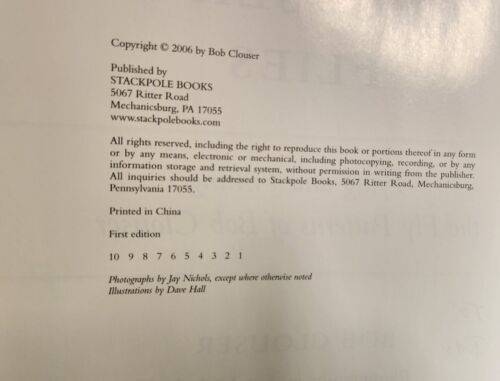 Copyright © 2006 by Bob Clouser
Published by
STACKPOLE BOOKS
5067 Ritter Road
Mechanicsburg, PA 17055
www.stackpolebooks.com
All rights reserved, including the right to reproduce this book or portions thereof in any form
or by any means, electronic or mechanical, including photocopying, recording, or by any
information storage and retrieval system, without permission in writing from the publisher.
All inquiries should be addressed to Stackpole Books, 5067 Ritter Road, Mechanicsburg,
Pennsylvania 17055.
Printed in China
First edition
10 9 8 7 6 5 4 3 2 1
Photographs by Jay Nichols, except where otherwise noted
Illustrations by Dave Hall